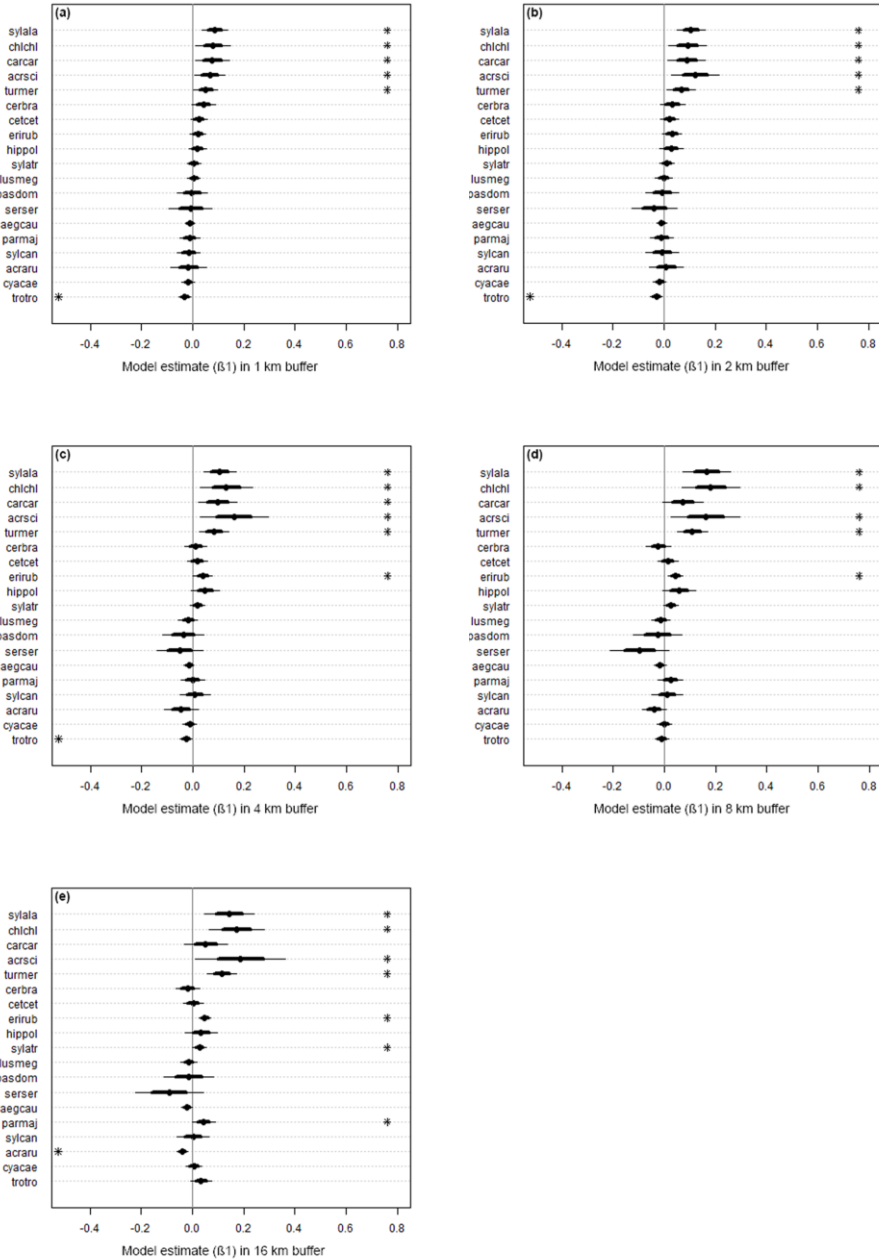 (a)
sylala
chlchl
carcar
acrsci
turmer
cerbra
cetcet
erirub
hippol
sylatr
lusmeg
pasdom
serser
aegcau
parmaj
sylcan
acraru
cyacae
trotro
-0.4 -0.2 0.0 0.2 0.4 0.6 0.8
Model estimate (ß1) in 1 km buffer
(b)
sylala
chlchl
carcar
acrsci
turmer
cerbra
cetcet
erirub
hippol
sylatr
lusmeg
pasdom
serser
aegcau
parmaj
sylcan
acraru
cyacae
trotro
-0.4 -0.2 0.0 0.2 0.4 0.6 0.8
Model estimate (ß1) in 2 km buffer
(c)
sylala
chlchl
carcar
acrsci
turmer
cerbra
cetcet
erirub
hippol
sylatr
lusmeg
pasdom
serser
aegcau
parmaj
sylcan
acraru
cyacae
trotro
-0.4 -0.2 0.0 0.2 0.4 0.6 0.8
Model estimate (ß1) in 4 km buffer
(d)
sylala
chlchl
carcar
acrsci
turmer
cerbra
cetcet
erirub
hippol
sylatr
lusmeg
pasdom
serser
aegcau
parmaj
sylcan
acraru
cyacae
trotro
-0.4 -0.2 0.0 0.2 0.4 0.6 0.8
Model estimate (ß1) in 8 km buffer
(e)
sylala
chlchl
carcar
acrsci
turmer
cerbra
cetcet
erirub
hippol
sylatr
lusmeg
pasdom
serser
aegcau
parmaj
sylcan
acraru
cyacae
trotro
-0.4 -0.2 0.0 0.2 0.4 0.6 0.8
Model estimate (ß1) in 16 km buffer